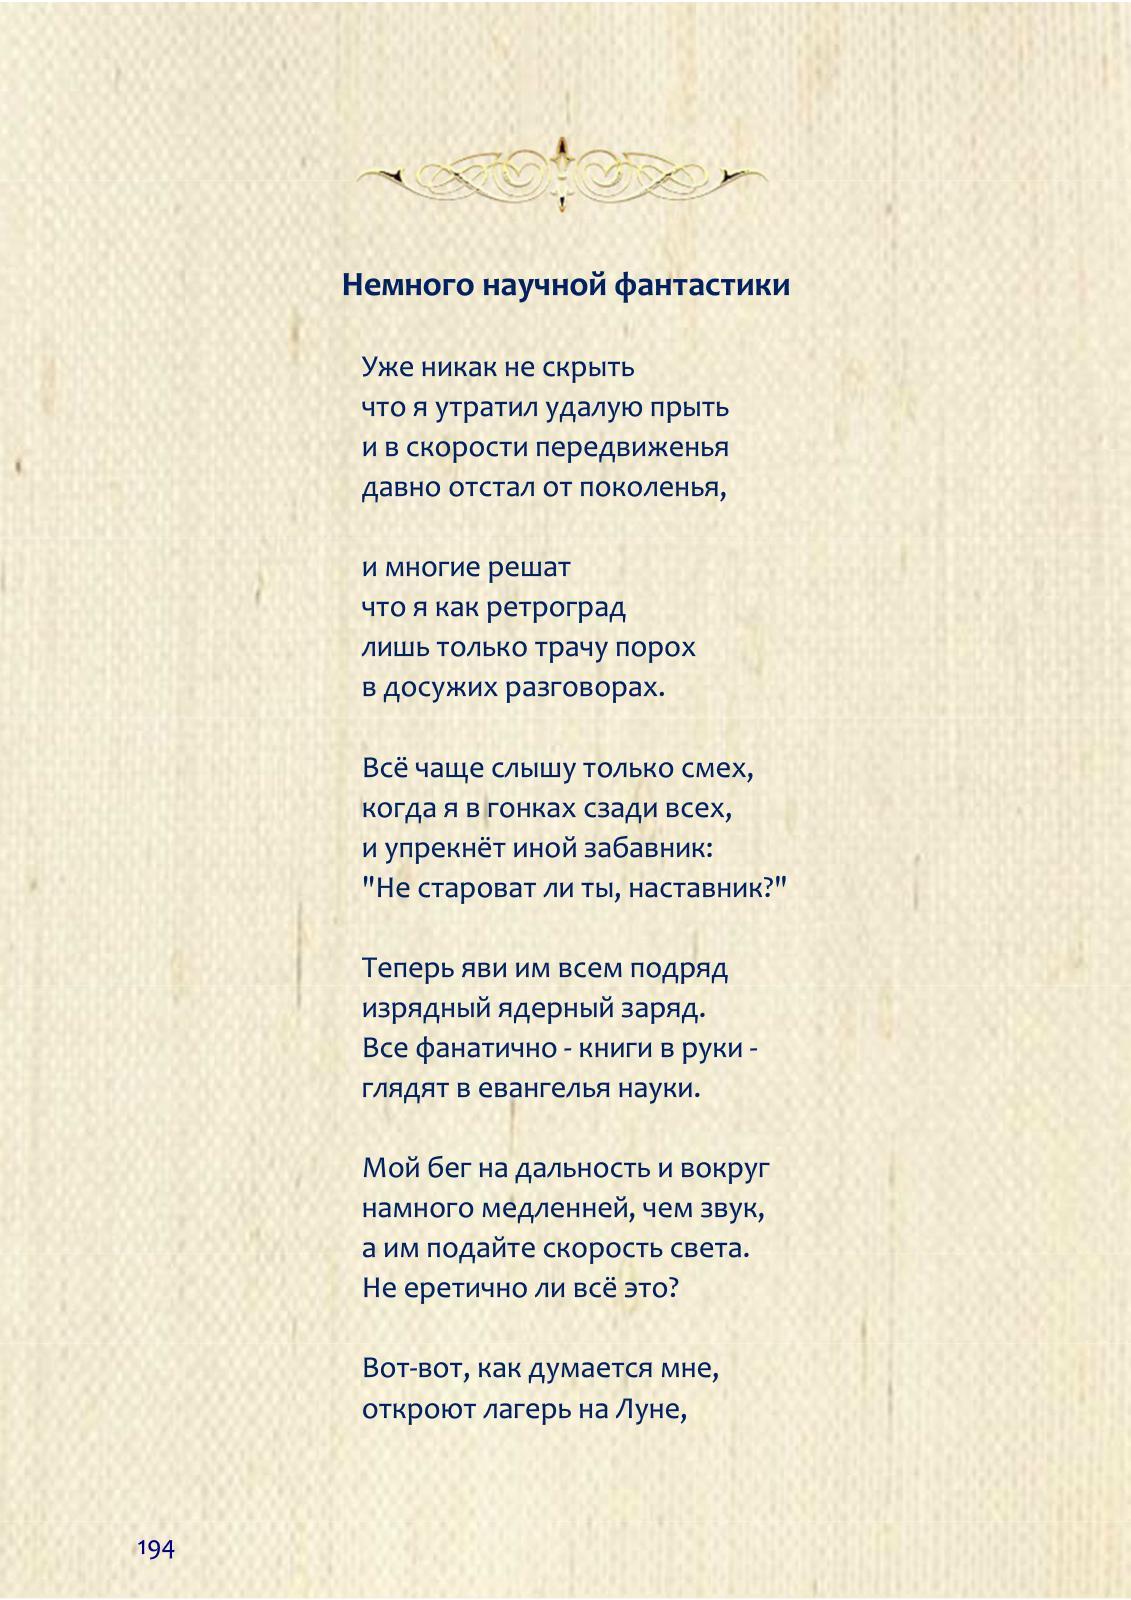 Немного научной фантастики
Уже никак не скрыть
что я утратил удалую прыть
и в скорости передвиженья
давно отстал от поколенья,
и многие решат
что я как ретроград
лишь только трачу порох
в досужих разговорах.
Всё чаще слышу только смех,
когда я в гонках сзади всех,
и упрекнёт иной забавник:
"Не староват ли ты, наставник?"
Теперь яви им всем подряд
изрядный ядерный заряд.
Все фанатично - книги в руки -
глядят в евангелья науки.
Мой бег на дальность и вокруг
намного медленней, чем звук,
а им подайте скорость света.
Не еретично ли всё это?
Вот-вот, как думается мне,
откроют лагерь на Луне,
194